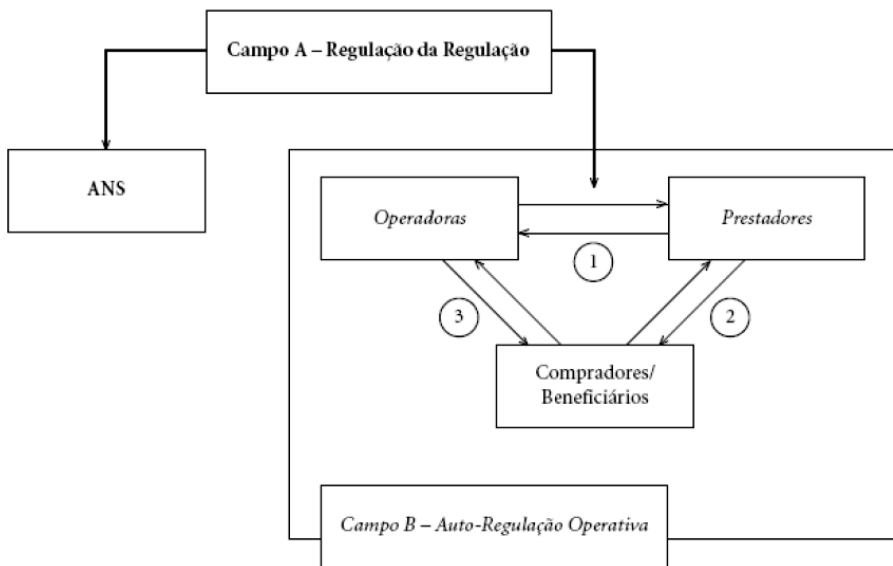 Campo A – Regulação da Regulação
ANS
Operadoras
Prestadores
1
3
2
Compradores/
Beneficiários
Campo B – Auto-Regulação Operativa